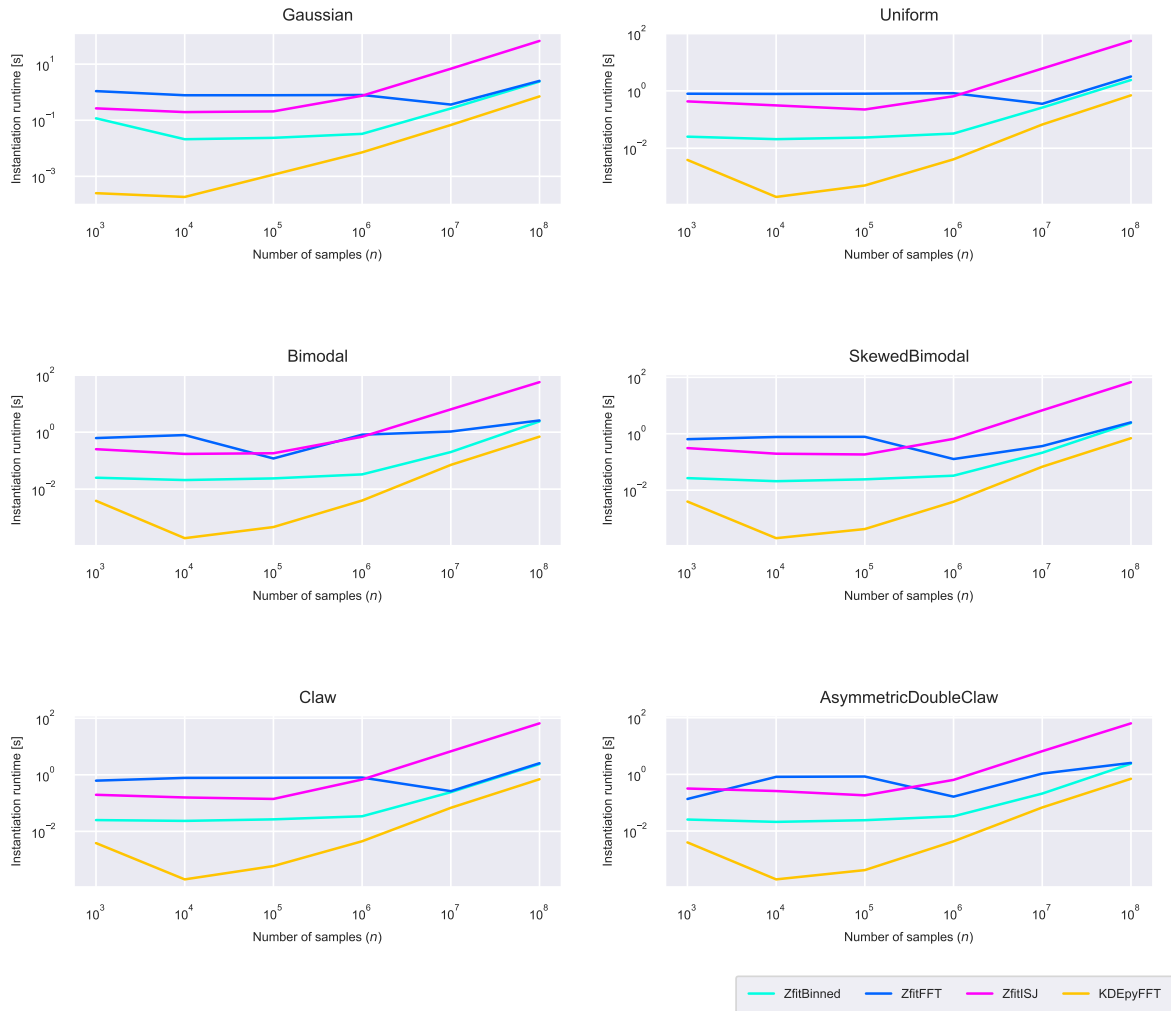 Gaussian
Uniform
Instantiation runtime [s]
10^1
10^-1
10^-3
10^3 10^4 10^5 10^6 10^7 10^8
Number of samples (n)
Instantiation runtime [s]
10^2
10^0
10^-2
10^3 10^4 10^5 10^6 10^7 10^8
Number of samples (n)
Bimodal
SkewedBimodal
Instantiation runtime [s]
10^2
10^0
10^-2
10^3 10^4 10^5 10^6 10^7 10^8
Number of samples (n)
Instantiation runtime [s]
10^2
10^0
10^-2
10^3 10^4 10^5 10^6 10^7 10^8
Number of samples (n)
Claw
AsymmetricDoubleClaw
Instantiation runtime [s]
10^2
10^0
10^-2
10^3 10^4 10^5 10^6 10^7 10^8
Number of samples (n)
Instantiation runtime [s]
10^2
10^0
10^-2
10^3 10^4 10^5 10^6 10^7 10^8
Number of samples (n)
ZfitBinned ZfitFFT ZfitISJ KDEpyFFT